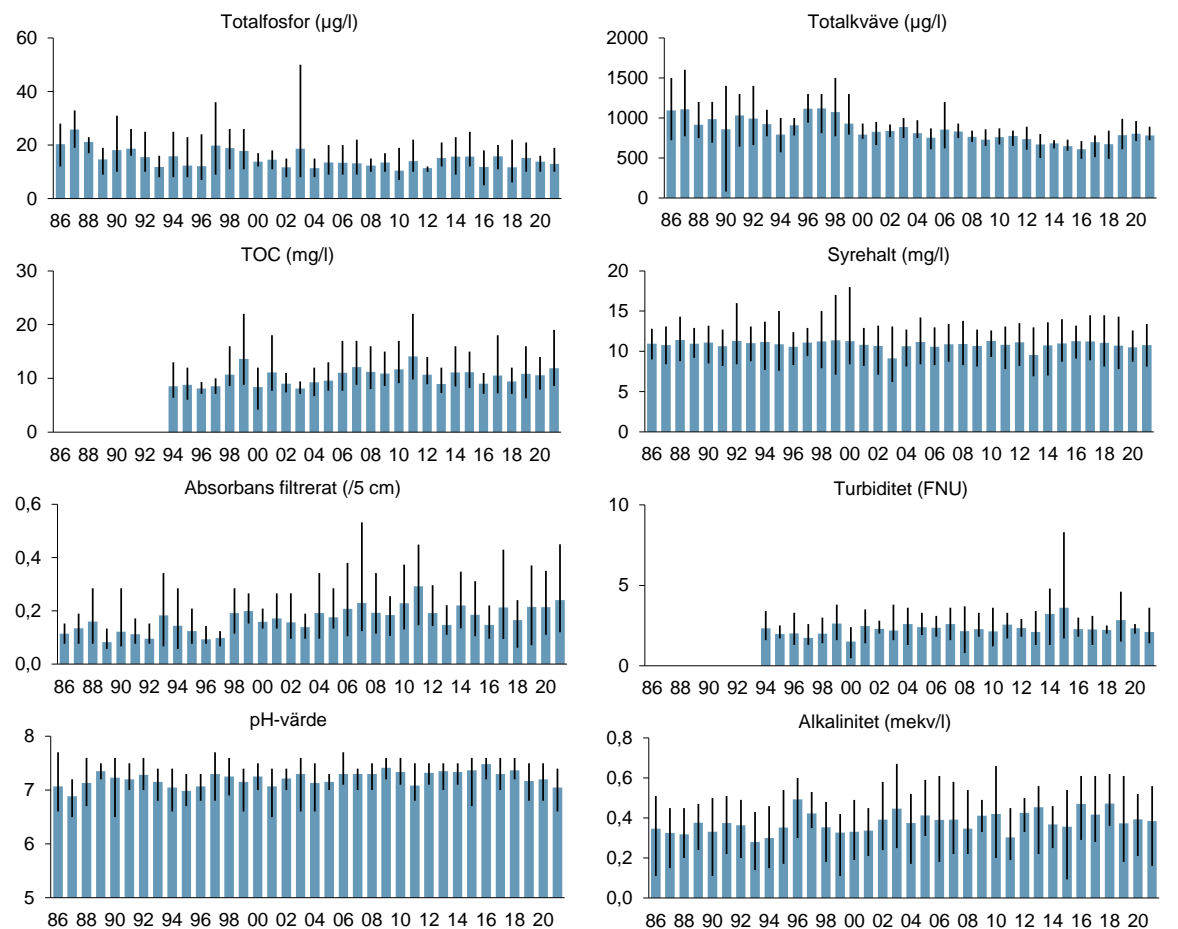 Totalfosfor (µg/l)
60
40
20
0
86 88 90 92 94 96 98 00 02 04 06 08 10 12 14 16 18 20
Totalkväve (µg/l)
2000
1500
1000
500
0
86 88 90 92 94 96 98 00 02 04 06 08 10 12 14 16 18 20
TOC (mg/l)
30
20
10
0
86 88 90 92 94 96 98 00 02 04 06 08 10 12 14 16 18 20
Syrehalt (mg/l)
20
15
10
5
0
86 88 90 92 94 96 98 00 02 04 06 08 10 12 14 16 18 20
Absorbans filtrerat (/5 cm)
0,6
0,4
0,2
0,0
86 88 90 92 94 96 98 00 02 04 06 08 10 12 14 16 18 20
Turbiditet (FNU)
10
5
0
86 88 90 92 94 96 98 00 02 04 06 08 10 12 14 16 18 20
pH-värde
8
7
6
5
86 88 90 92 94 96 98 00 02 04 06 08 10 12 14 16 18 20
Alkalinitet (mekv/l)
0,8
0,6
0,4
0,2
0,0
86 88 90 92 94 96 98 00 02 04 06 08 10 12 14 16 18 20